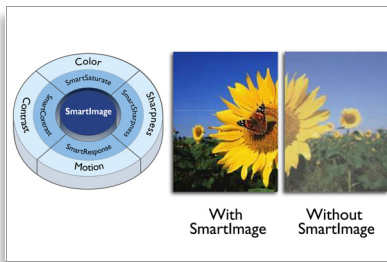 Color
SmartSaturate
Contrast
SmartContrast
SmartImage
SmartSharpness
Sharpness
SmartResponse
Motion
With
SmartImage
Without
SmartImage